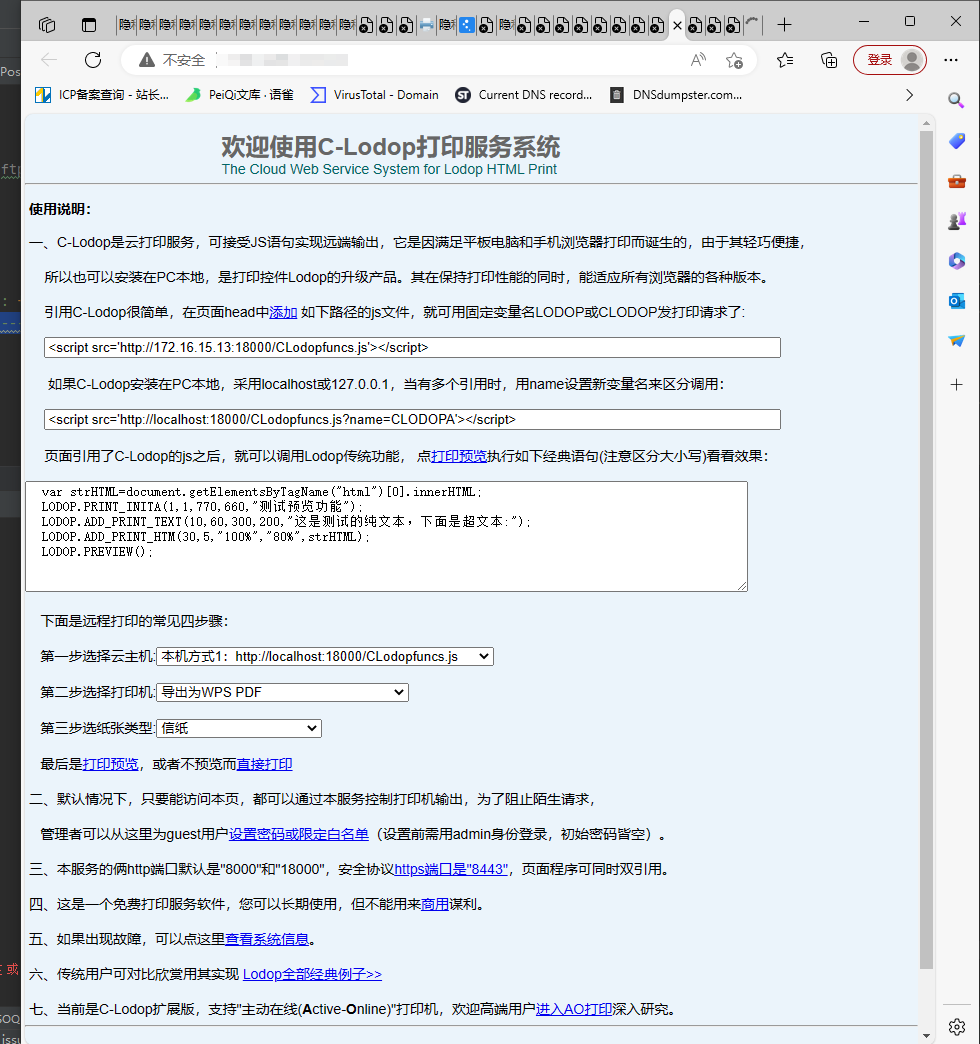 隐私
隐私
隐私
隐私
隐私
隐私
隐私
隐私
隐私
隐私
隐私
隐私
隐私
隐私
Pos
不安全
登录
ICP备案查询 - 站长...
PeiQi文库 · 语雀
VirusTotal - Domain
Current DNS record...
DNSdumpster.com...
欢迎使用C-Lodop打印服务系统
The Cloud Web Service System for Lodop HTML Print
ftp
使用说明：
一、C-Lodop是云打印服务，可接受JS语句实现远端输出，它是因满足平板电脑和手机浏览器打印而诞生的，由于其轻巧便捷，
所以也可以安装在PC本地，是打印控件Lodop的升级产品。其在保持打印性能的同时，能适应所有浏览器的各种版本。
引用C-Lodop很简单，在页面head中添加 如下路径的js文件，就可用固定变量名LODOP或CLODOP发打印请求了:
<script src='http://172.16.15.13:18000/CLodopfuncs.js'></script>
如果C-Lodop安装在PC本地，采用localhost或127.0.0.1，当有多个引用时，用name设置新变量名来区分调用：
<script src='http://localhost:18000/CLodopfuncs.js?name=CLODOPA'></script>
页面引用了C-Lodop的js之后，就可以调用Lodop传统功能， 点打印预览执行如下经典语句(注意区分大小写)看看效果：
var strHTML=document.getElementsByTagName("html")[0].innerHTML;
LODOP.PRINT_INITA(1,1,770,660,"测试预览功能");
LODOP.ADD_PRINT_TEXT(10,60,300,200,"这是测试的纯文本，下面是超文本:");
LODOP.ADD_PRINT_HTM(30,5,"100%","80%",strHTML);
LODOP.PREVIEW();
下面是远程打印的常见四步骤：
第一步选择云主机:本机方式1：http://localhost:18000/CLodopfuncs.js
第二步选择打印机:导出为WPS PDF
第三步选纸张类型:信纸
最后是打印预览，或者不预览而直接打印
二、默认情况下，只要能访问本页，都可以通过本服务控制打印机输出，为了阻止陌生请求，
管理者可以从这里为guest用户设置密码或限定白名单（设置前需用admin身份登录，初始密码皆空）。
三、本服务的俩http端口默认是"8000"和"18000"，安全协议https端口是"8443"，页面程序可同时双引用。
四、这是一个免费打印服务软件，您可以长期使用，但不能用来商用谋利。
五、如果出现故障，可以点这里查看系统信息。
六、传统用户可对比欣赏用其实现 Lodop全部经典例子>>
或
七、当前是C-Lodop扩展版，支持"主动在线(Active-Online)"打印机，欢迎高端用户进入AO打印深入研究。
SOQ
issu